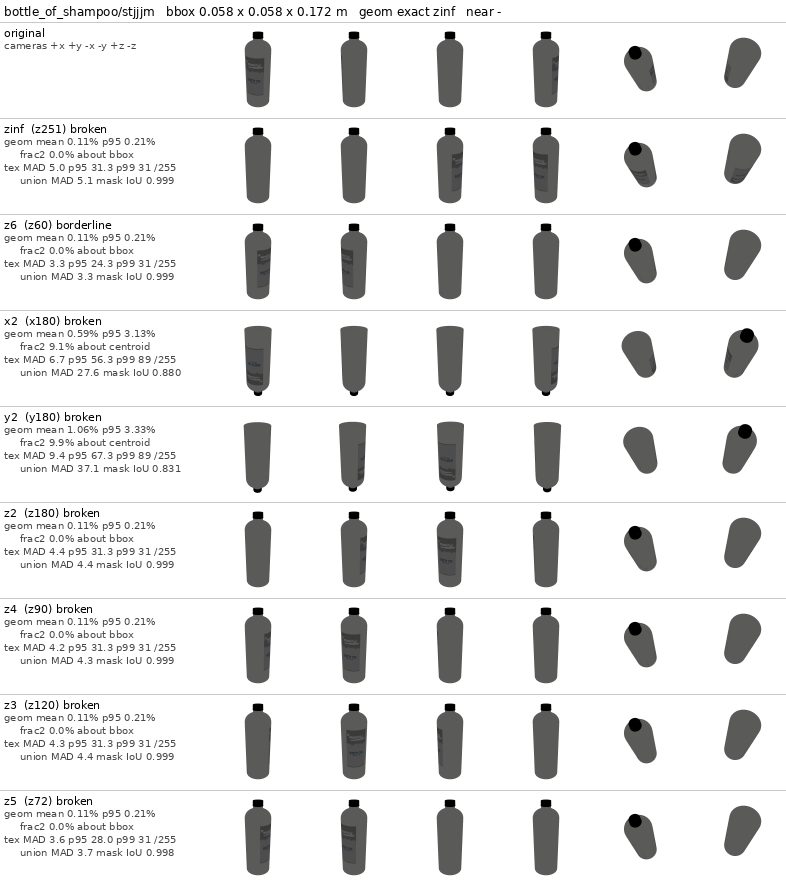 bottle_of_shampoo/stjjjm   bbox 0.058 x 0.058 x 0.172 m   geom exact zinf   near -
original
cameras +x +y -x -y +z -z
zinf  (z251) broken
geom mean 0.11% p95 0.21%
frac2 0.0% about bbox
tex MAD 5.0 p95 31.3 p99 31 /255
union MAD 5.1 mask IoU 0.999
z6  (z60) borderline
geom mean 0.11% p95 0.21%
frac2 0.0% about bbox
tex MAD 3.3 p95 24.3 p99 31 /255
union MAD 3.3 mask IoU 0.999
x2  (x180) broken
geom mean 0.59% p95 3.13%
frac2 9.1% about centroid
tex MAD 6.7 p95 56.3 p99 89 /255
union MAD 27.6 mask IoU 0.880
y2  (y180) broken
geom mean 1.06% p95 3.33%
frac2 9.9% about centroid
tex MAD 9.4 p95 67.3 p99 89 /255
union MAD 37.1 mask IoU 0.831
z2  (z180) broken
geom mean 0.11% p95 0.21%
frac2 0.0% about bbox
tex MAD 4.4 p95 31.3 p99 31 /255
union MAD 4.4 mask IoU 0.999
z4  (z90) broken
geom mean 0.11% p95 0.21%
frac2 0.0% about bbox
tex MAD 4.2 p95 31.3 p99 31 /255
union MAD 4.3 mask IoU 0.999
z3  (z120) broken
geom mean 0.11% p95 0.21%
frac2 0.0% about bbox
tex MAD 4.3 p95 31.3 p99 31 /255
union MAD 4.4 mask IoU 0.999
z5  (z72) broken
geom mean 0.11% p95 0.21%
frac2 0.0% about bbox
tex MAD 3.6 p95 28.0 p99 31 /255
union MAD 3.7 mask IoU 0.998